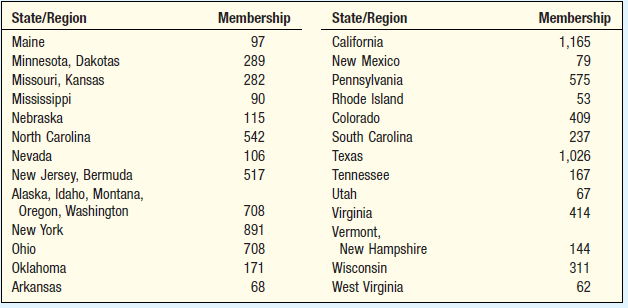 State/Region Membership State/Region Membership
Maine 97 California 1,165
Minnesota, Dakotas 289 New Mexico 79
Missouri, Kansas 282 Pennsylvania 575
Mississippi 90 Rhode Island 53
Nebraska 115 Colorado 409
North Carolina 542 South Carolina 237
Nevada 106 Texas 1,026
New Jersey, Bermuda 517 Tennessee 167
Alaska, Idaho, Montana, Utah 67
Oregon, Washington 708 Virginia 414
New York 891 Vermont,
Ohio 708 New Hampshire 144
Oklahoma 171 Wisconsin 311
Arkansas 68 West Virginia 62